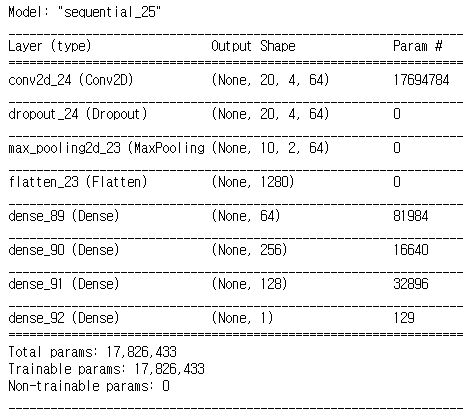 Model: "sequential_25"
Layer (type) Output Shape Param #
conv2d_24 (Conv2D) (None, 20, 4, 64) 17694784
dropout_24 (Dropout) (None, 20, 4, 64) 0
max_pooling2d_23 (MaxPooling (None, 10, 2, 64) 0
flatten_23 (Flatten) (None, 1280) 0
dense_89 (Dense) (None, 64) 81984
dense_90 (Dense) (None, 256) 16640
dense_91 (Dense) (None, 128) 32896
dense_92 (Dense) (None, 1) 129
Total params: 17,826,433
Trainable params: 17,826,433
Non-trainable params: 0